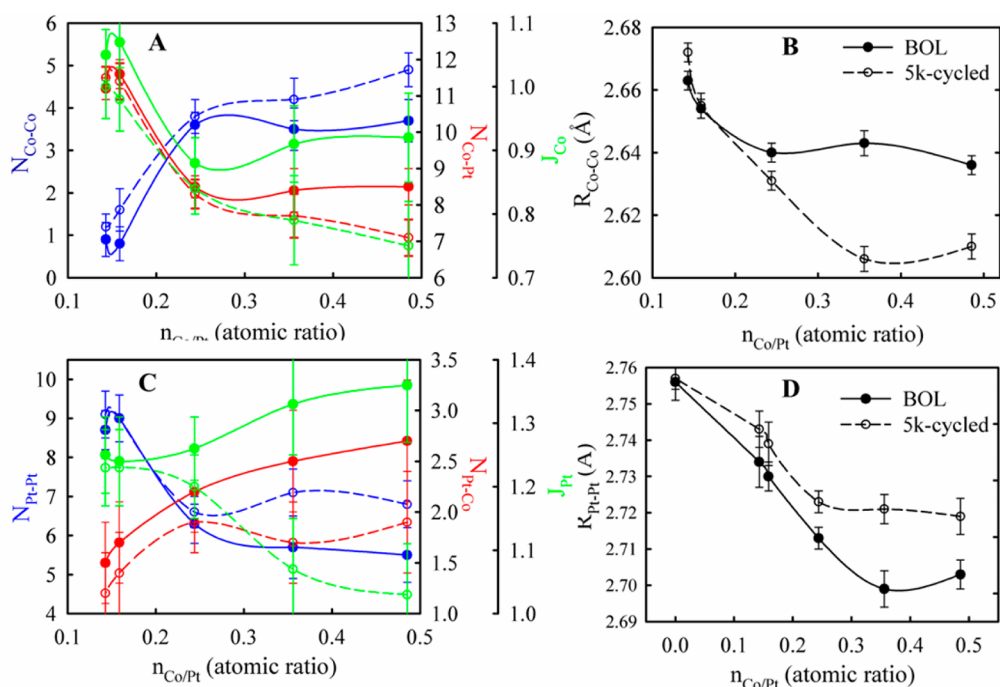 A
6
5
4
3
2
1
0
N_Co-Co
13
12
11
10
9
8
7
6
N_Co-Pt
1.1
1.0
0.9
0.8
0.7
J_Co
0.1 0.2 0.3 0.4 0.5
n_Co/Pt (atomic ratio)
B
BOL
5k-cycled
2.68
2.66
2.64
2.62
2.60
R_Co-Co (Å)
0.1 0.2 0.3 0.4 0.5
n_Co/Pt (atomic ratio)
C
10
9
8
7
6
5
4
N_Pt-Pt
3.5
3.0
2.5
2.0
1.5
1.0
N_Pt-Co
1.4
1.3
1.2
1.1
1.0
J_Pt
0.1 0.2 0.3 0.4 0.5
n_Co/Pt (atomic ratio)
D
BOL
5k-cycled
2.76
2.75
2.74
2.73
2.72
2.71
2.70
2.69
R_Pt-Pt (A)
0.0 0.1 0.2 0.3 0.4 0.5
n_Co/Pt (atomic ratio)